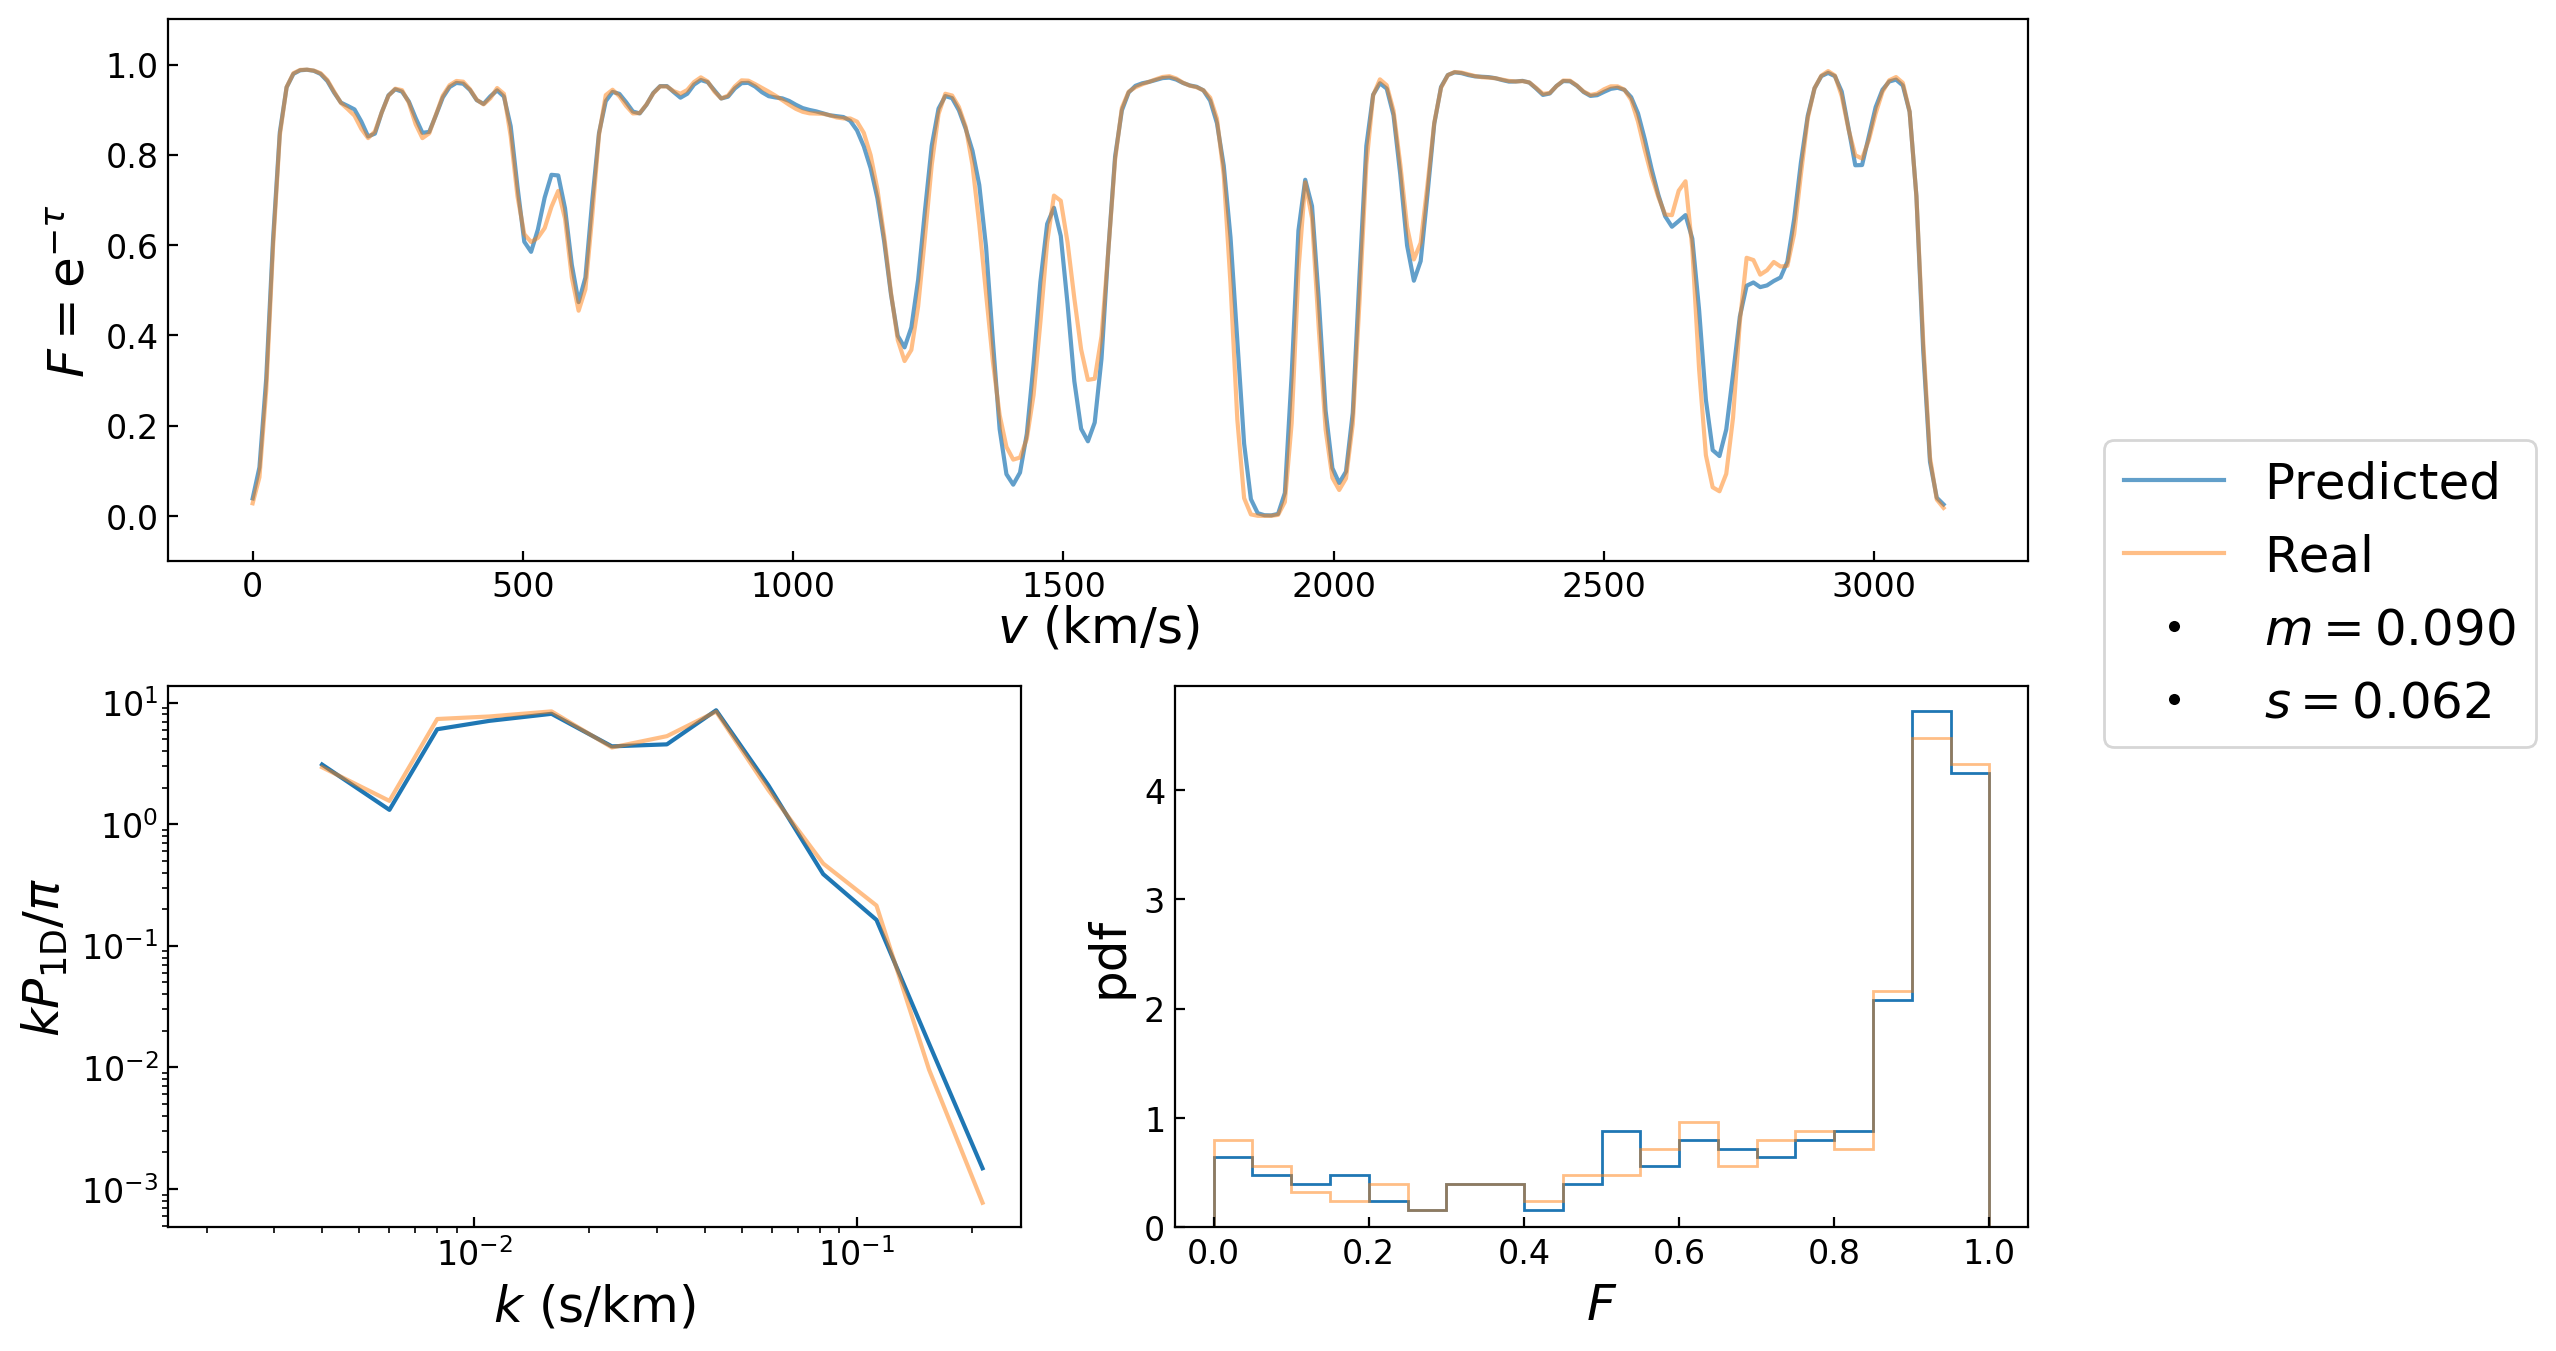 1.0
0.8
0.6
0.4
0.2
0.0
F = e^{−τ}
0 500 1000 1500 2000 2500 3000
v (km/s)
Predicted
Real
m = 0.090
s = 0.062
10^1
10^0
10^{−1}
10^{−2}
10^{−3}
kP_{1D}/π
10^{−2} 10^{−1}
k (s/km)
4
3
2
1
0
pdf
0.0 0.2 0.4 0.6 0.8 1.0
F